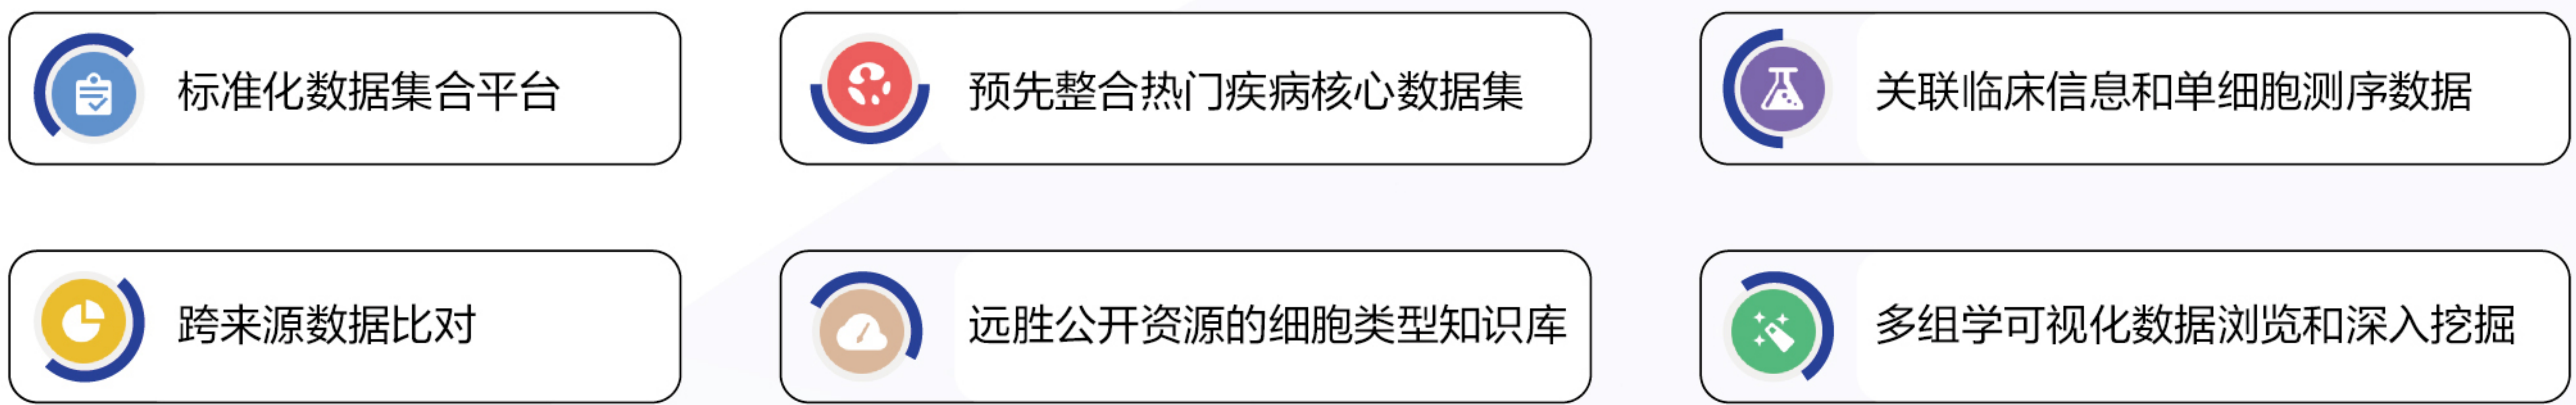 标准化数据集合平台
预先整合热门疾病核心数据集
关联临床信息和单细胞测序数据
跨来源数据比对
远胜公开资源的细胞类型知识库
多组学可视化数据浏览和深入挖掘